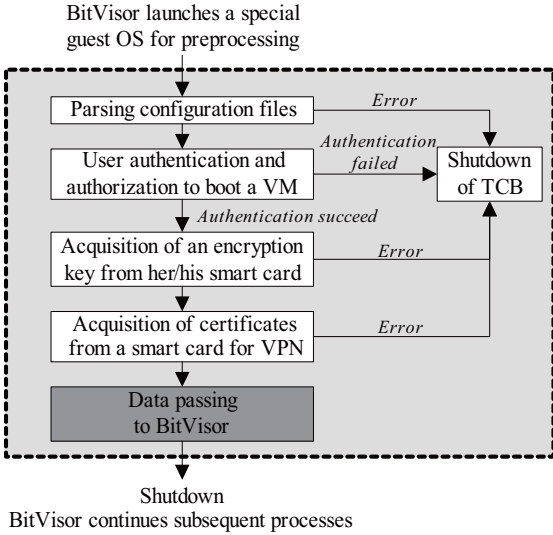 BitVisor launches a special
guest OS for preprocessing
Parsing configuration files
Error
User authentication and
authorization to boot a VM
Authentication
failed
Shutdown
of TCB
Authentication succeed
Acquisition of an encryption
key from her/his smart card
Error
Acquisition of certificates
from a smart card for VPN
Error
Data passing
to BitVisor
Shutdown
BitVisor continues subsequent processes